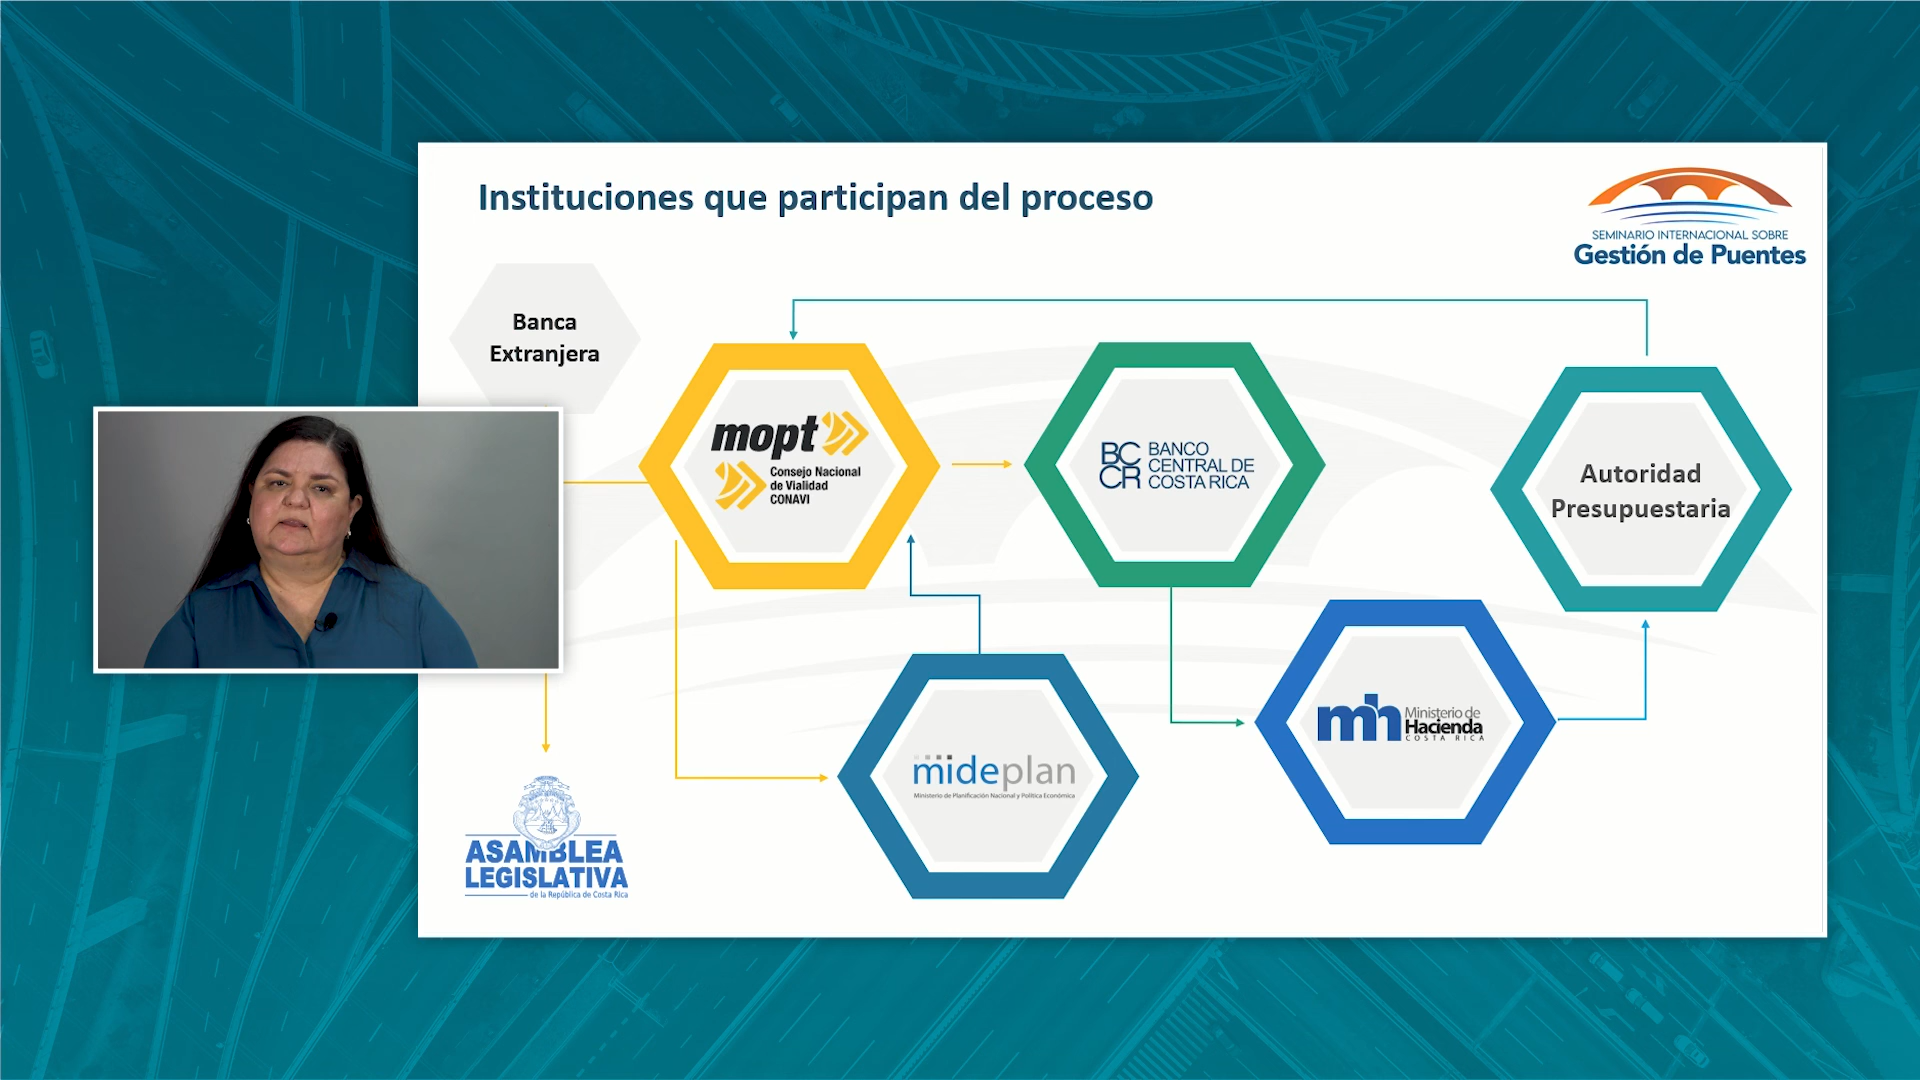 Instituciones que participan del proceso
SEMINARIO INTERNACIONAL SOBRE
Gestión de Puentes
Banca
Extranjera
mopt
Consejo Nacional
de Vialidad
CONAVI
BC
CR
BANCO
CENTRAL DE
COSTA RICA
Autoridad
Presupuestaria
mideplan
Ministerio de Planificación Nacional y Política Económica
mh
Ministerio de
Hacienda
COSTA RICA
ASAMBLEA
LEGISLATIVA
de la República de Costa Rica